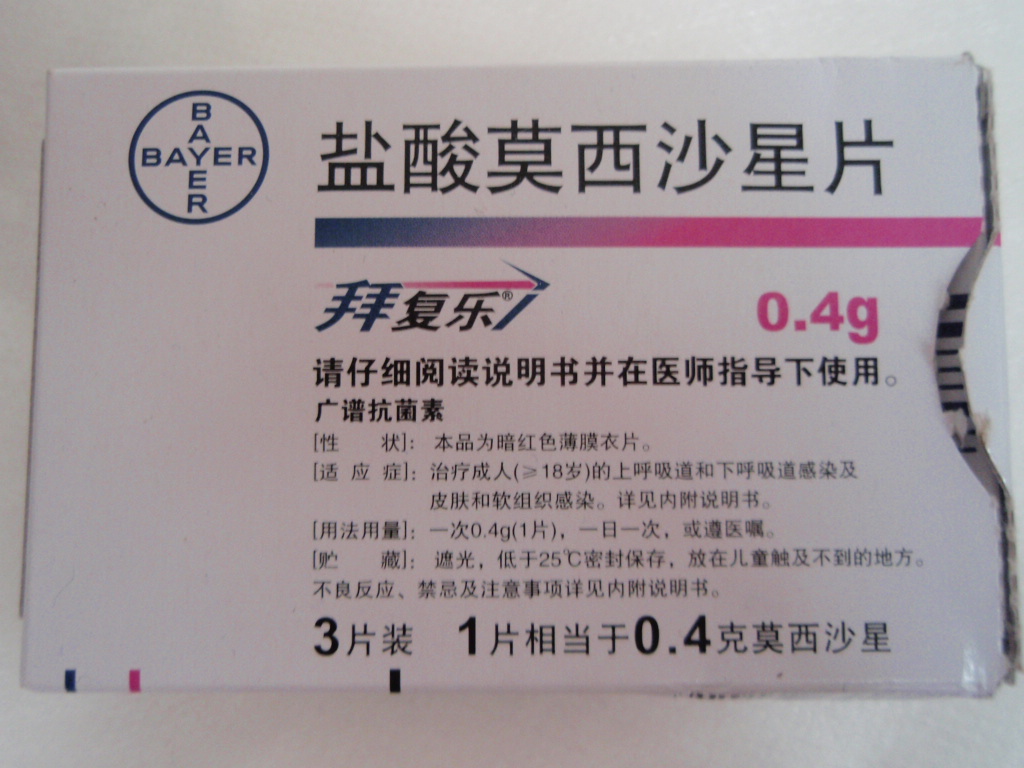 BAYER
BAYER
盐酸莫西沙星片
拜复乐®
0.4g
请仔细阅读说明书并在医师指导下使用。
广谱抗菌素
[性 状]: 本品为暗红色薄膜衣片。
[适 应 症]: 治疗成人(≥18岁)的上呼吸道和下呼吸道感染及
皮肤和软组织感染。详见内附说明书。
[用法用量]: 一次0.4g(1片)，一日一次，或遵医嘱。
[贮 藏]: 遮光，低于25℃密封保存，放在儿童触及不到的地方。
不良反应、禁忌及注意事项详见内附说明书。
3片装 1片相当于0.4克莫西沙星